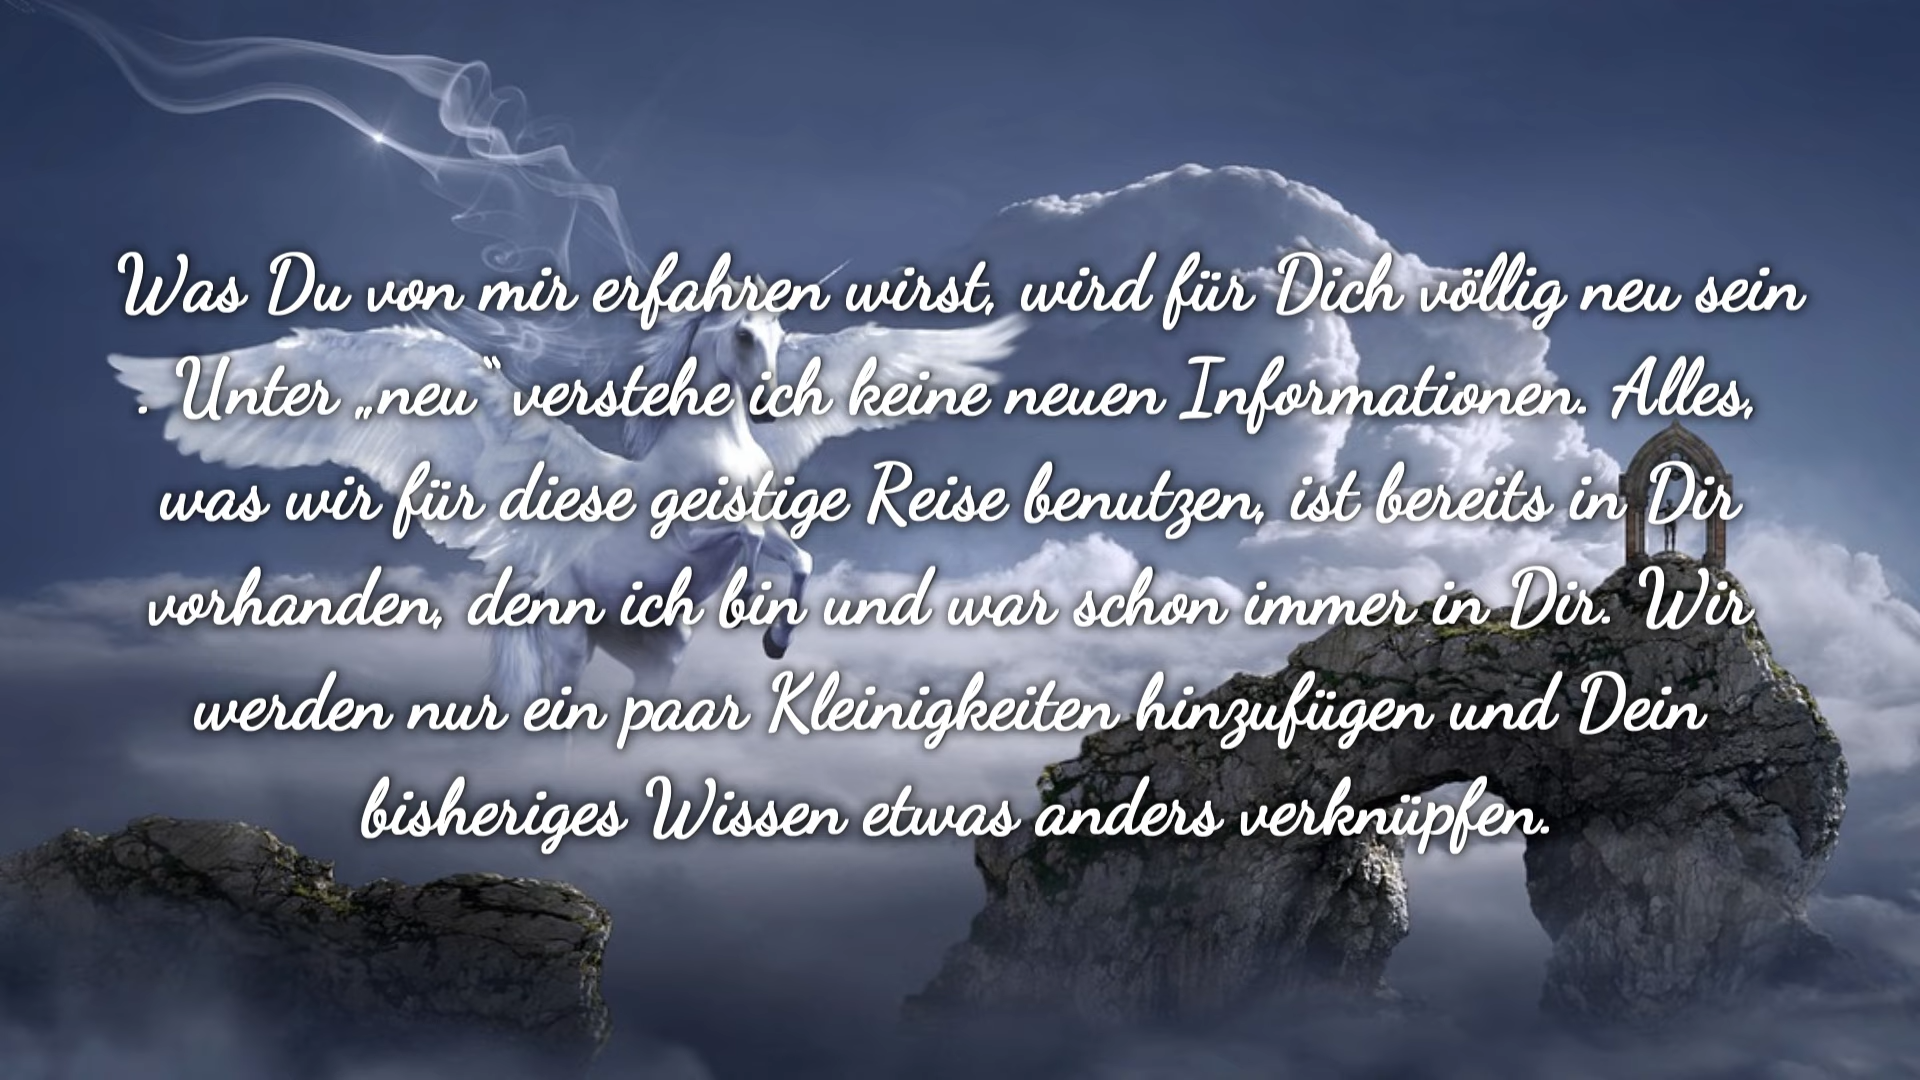 Was Du von mir erfahren wirst, wird für Dich völlig neu sein
. Unter „neu“ verstehe ich keine neuen Informationen. Alles,
was wir für diese geistige Reise benutzen, ist bereits in Dir
vorhanden, denn ich bin und war schon immer in Dir. Wir
werden nur ein paar Kleinigkeiten hinzufügen und Dein
bisheriges Wissen etwas anders verknüpfen.